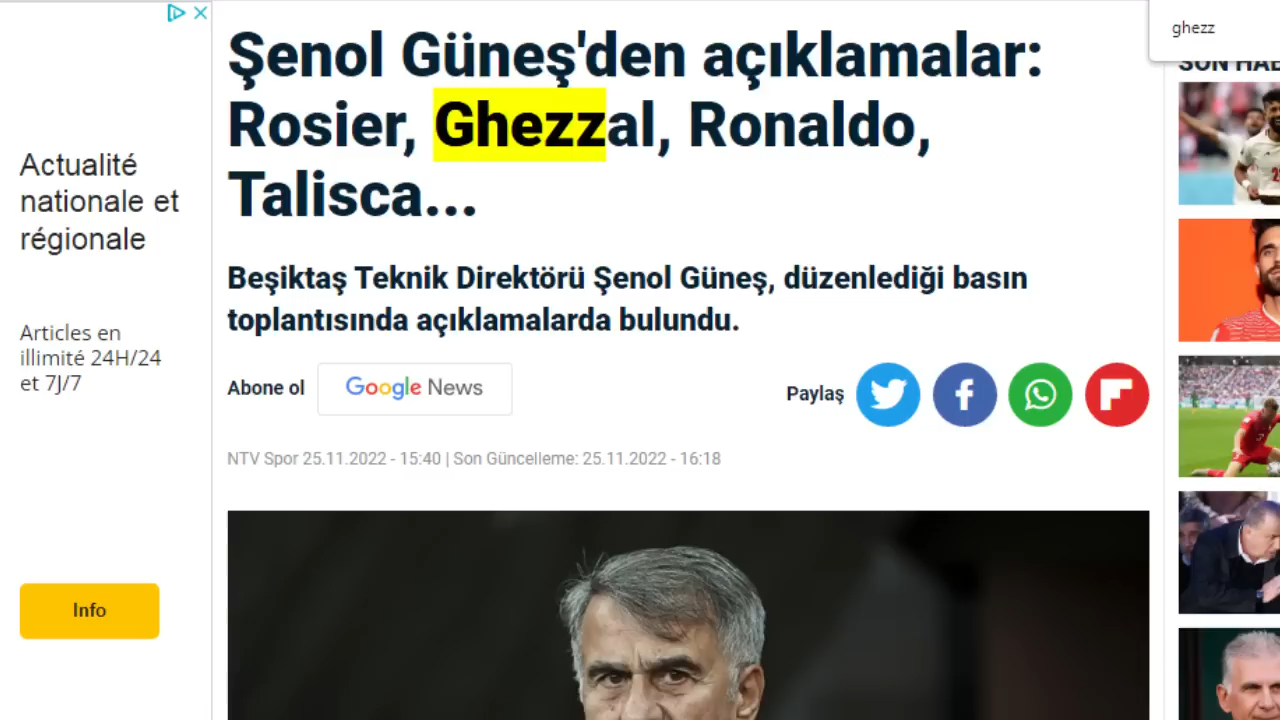 ghezz
Şenol Güneş'den açıklamalar:
Rosier, Ghezzal, Ronaldo,
Talisca...
Beşiktaş Teknik Direktörü Şenol Güneş, düzenlediği basın
toplantısında açıklamalarda bulundu.
Abone ol Google News
Paylaş
NTV Spor 25.11.2022 - 15:40 | Son Güncelleme: 25.11.2022 - 16:18
Actualité
nationale et
régionale
Articles en
illimité 24H/24
et 7J/7
Info